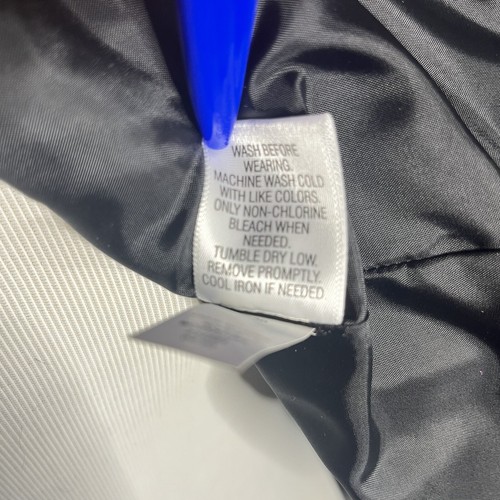 WASH BEFORE
WEARING.
MACHINE WASH COLD
WITH LIKE COLORS.
ONLY NON-CHLORINE
BLEACH WHEN
NEEDED.
TUMBLE DRY LOW.
REMOVE PROMPTLY.
COOL IRON IF NEEDED